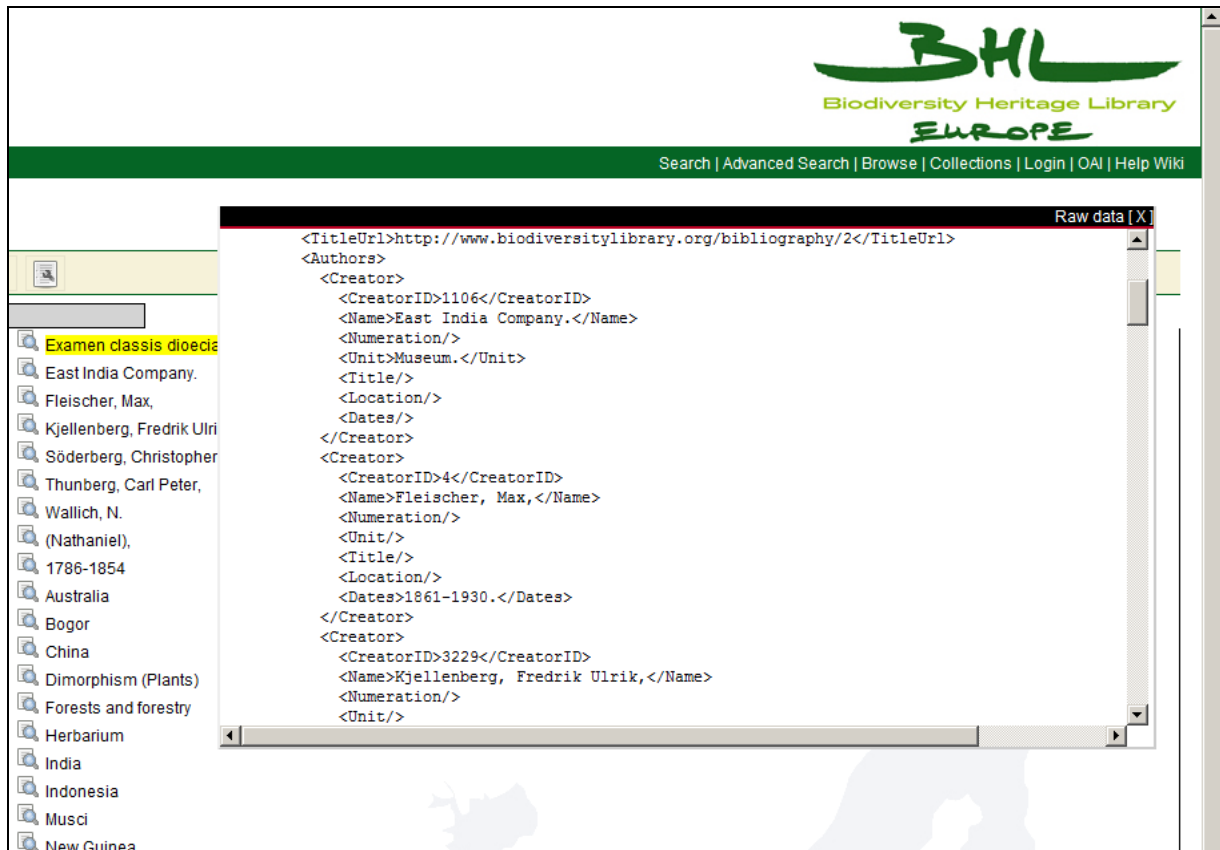 BHL
Biodiversity Heritage Library
EUROPE
Search | Advanced Search | Browse | Collections | Login | OAI | Help Wiki
Raw data [ X ]
<TitleUrl>http://www.biodiversitylibrary.org/bibliography/2</TitleUrl>
<Authors>
<Creator>
<CreatorID>1106</CreatorID>
<Name>East India Company.</Name>
<Numeration/>
<Unit>Museum.</Unit>
<Title/>
<Location/>
<Dates/>
</Creator>
<Creator>
<CreatorID>4</CreatorID>
<Name>Fleischer, Max,</Name>
<Numeration/>
<Unit/>
<Title/>
<Location/>
<Dates>1861-1930.</Dates>
</Creator>
<Creator>
<CreatorID>3229</CreatorID>
<Name>Kjellenberg, Fredrik Ulrik,</Name>
<Numeration/>
<Unit/>
Examen classis dioecia
East India Company.
Fleischer, Max,
Kjellenberg, Fredrik Ulri
Söderberg, Christopher
Thunberg, Carl Peter,
Wallich, N.
(Nathaniel),
1786-1854
Australia
Bogor
China
Dimorphism (Plants)
Forests and forestry
Herbarium
India
Indonesia
Musci
New Guinea